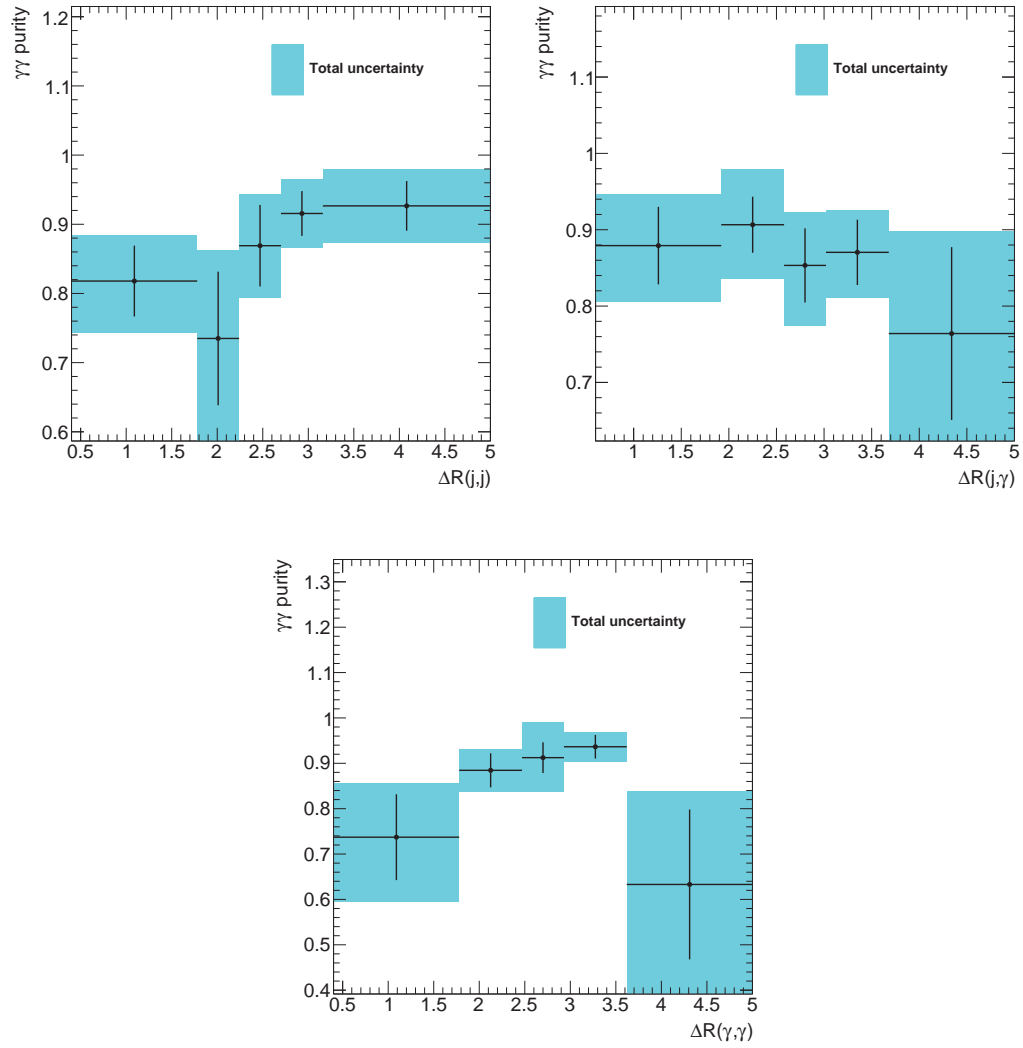 γγ purity
Total uncertainty
1.2
1.1
1
0.9
0.8
0.7
0.6
0.5 1 1.5 2 2.5 3 3.5 4 4.5 5
ΔR(j,j)
γγ purity
Total uncertainty
1.1
1
0.9
0.8
0.7
1 1.5 2 2.5 3 3.5 4 4.5 5
ΔR(j,γ)
γγ purity
Total uncertainty
1.3
1.2
1.1
1
0.9
0.8
0.7
0.6
0.5
0.4
0.5 1 1.5 2 2.5 3 3.5 4 4.5 5
ΔR(γ,γ)